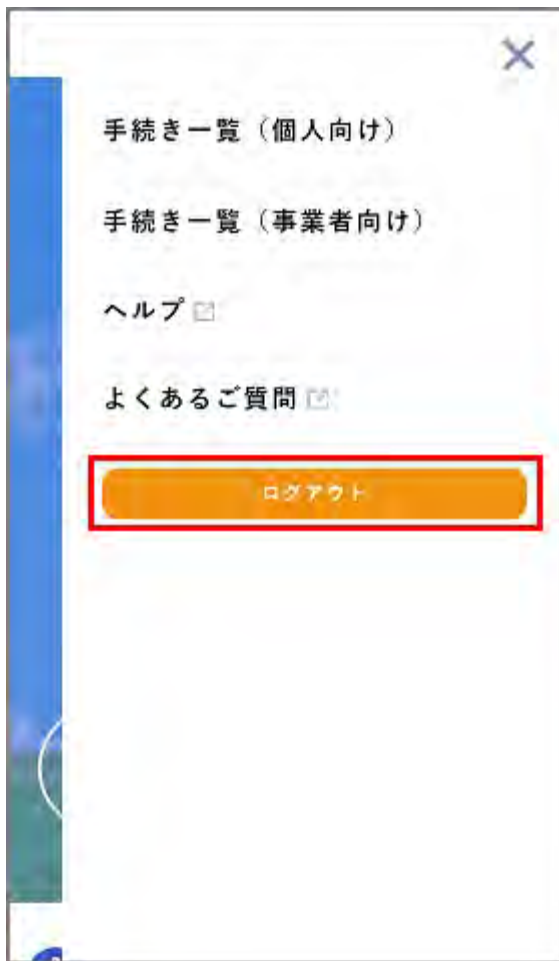 手続き一覧（個人向け）
手続き一覧（事業者向け）
ヘルプ
よくあるご質問
ログアウト